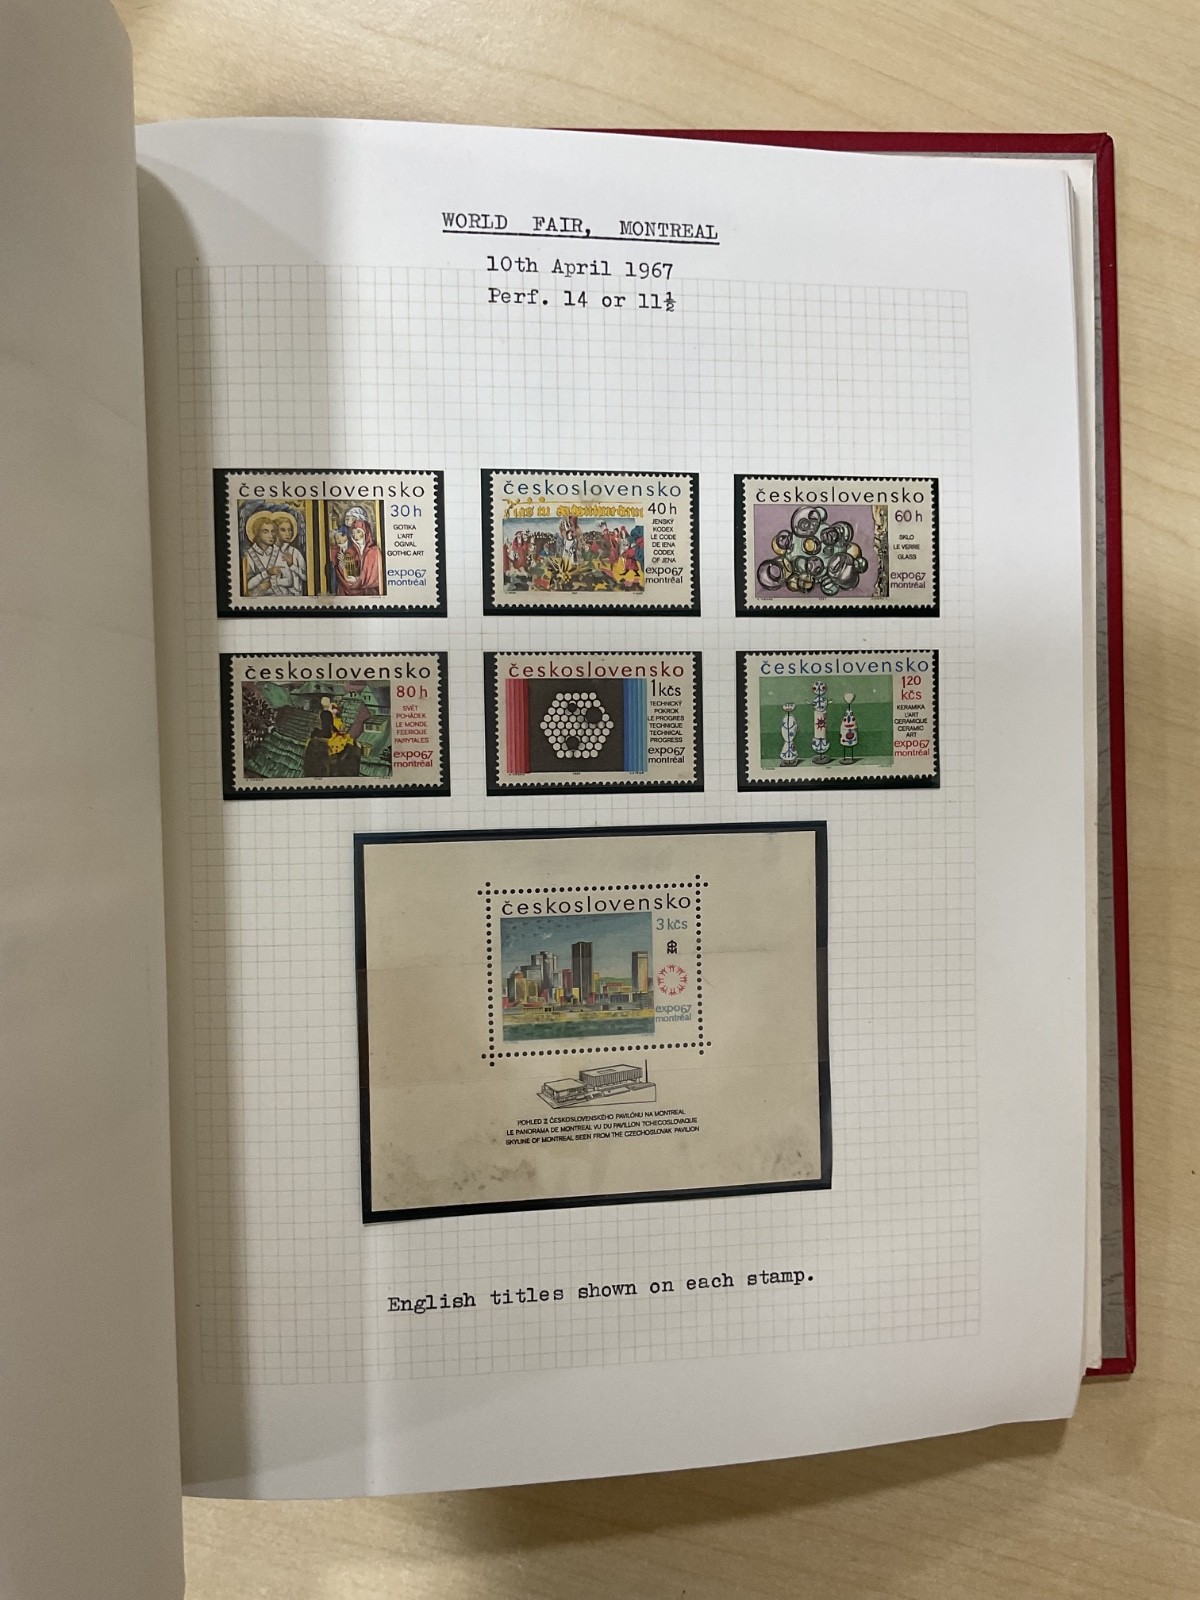 WORLD FAIR, MONTREAL
10th April 1967
Perf. 14 or 11½
československo
30h
GOTIKA
L'ART
OGIVAL
GOTHIC ART
expo67
montréal
československo
40h
JENSKÝ
KODEX
LE CODE
DE IENA
CODEX
OF JENA
expo67
montréal
československo
60h
SKLO
LE VERRE
GLASS
expo67
montréal
československo
80h
SVĚT
POHÁDEK
LE MONDE
FEERIQUE
FAIRYTALES
expo67
montréal
československo
1kčs
TECHNICKÝ
POKROK
LE PROGRES
TECHNIQUE
TECHNICAL
PROGRESS
expo67
montréal
československo
120
kčs
KERAMIKA
L'ART
CERAMIQUE
CERAMIC
ART
expo67
montréal
československo
3kčs
expo67
montréal
POHLED Z ČESKOSLOVENSKÉHO PAVILÓNU NA MONTREAL
LE PANORAMA DE MONTREAL VU DU PAVILLON TCHECOSLOVAQUE
SKYLINE OF MONTREAL SEEN FROM THE CZECHOSLOVAK PAVILION
English titles shown on each stamp.